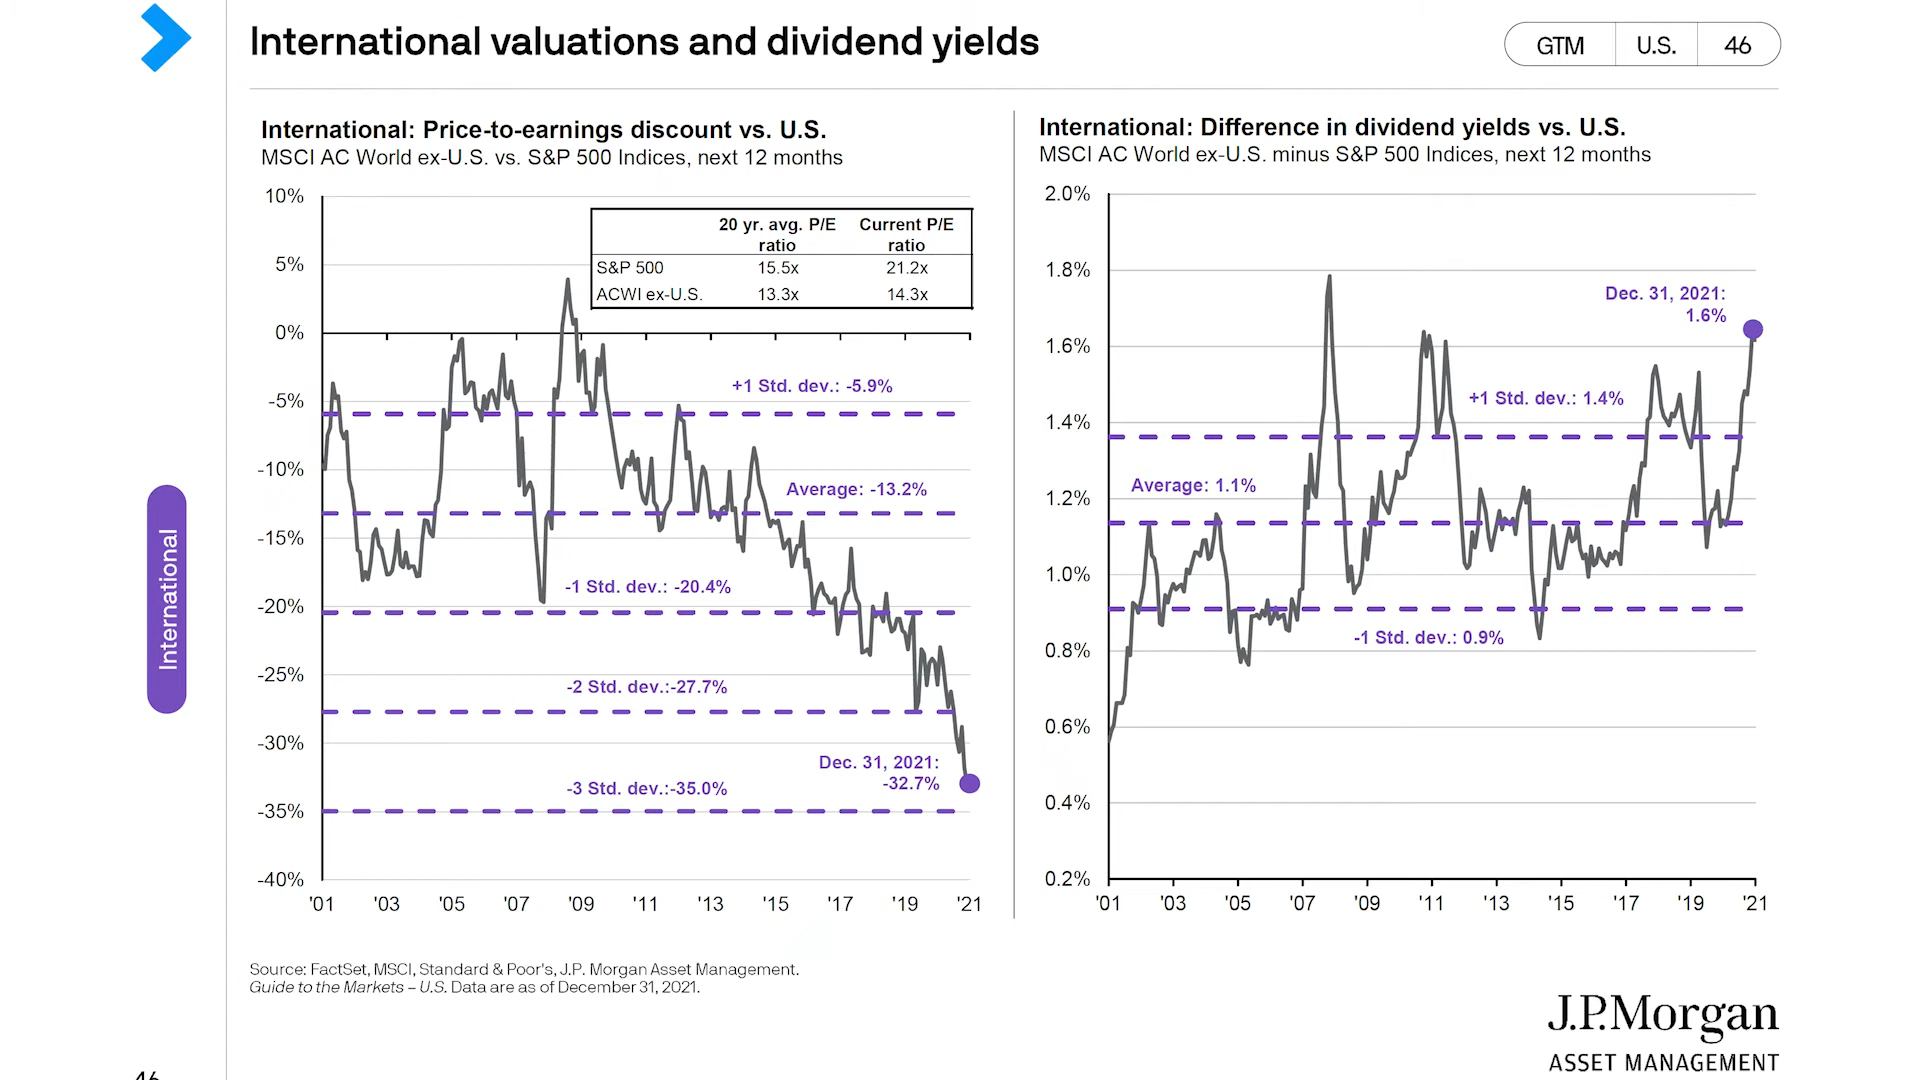 International valuations and dividend yields
GTM U.S. 46
International
International: Price-to-earnings discount vs. U.S.
MSCI AC World ex-U.S. vs. S&P 500 Indices, next 12 months
10%
5%
0%
-5%
-10%
-15%
-20%
-25%
-30%
-35%
-40%
20 yr. avg. P/E Current P/E
ratio ratio
S&P 500 15.5x 21.2x
ACWI ex-U.S. 13.3x 14.3x
+1 Std. dev.: -5.9%
Average: -13.2%
-1 Std. dev.: -20.4%
-2 Std. dev.:-27.7%
Dec. 31, 2021:
-32.7%
-3 Std. dev.:-35.0%
'01 '03 '05 '07 '09 '11 '13 '15 '17 '19 '21
International: Difference in dividend yields vs. U.S.
MSCI AC World ex-U.S. minus S&P 500 Indices, next 12 months
2.0%
1.8%
1.6%
1.4%
1.2%
1.0%
0.8%
0.6%
0.4%
0.2%
Dec. 31, 2021:
1.6%
+1 Std. dev.: 1.4%
Average: 1.1%
-1 Std. dev.: 0.9%
'01 '03 '05 '07 '09 '11 '13 '15 '17 '19 '21
Source: FactSet, MSCI, Standard & Poor's, J.P. Morgan Asset Management.
Guide to the Markets – U.S. Data are as of December 31, 2021.
J.P.Morgan
ASSET MANAGEMENT
46